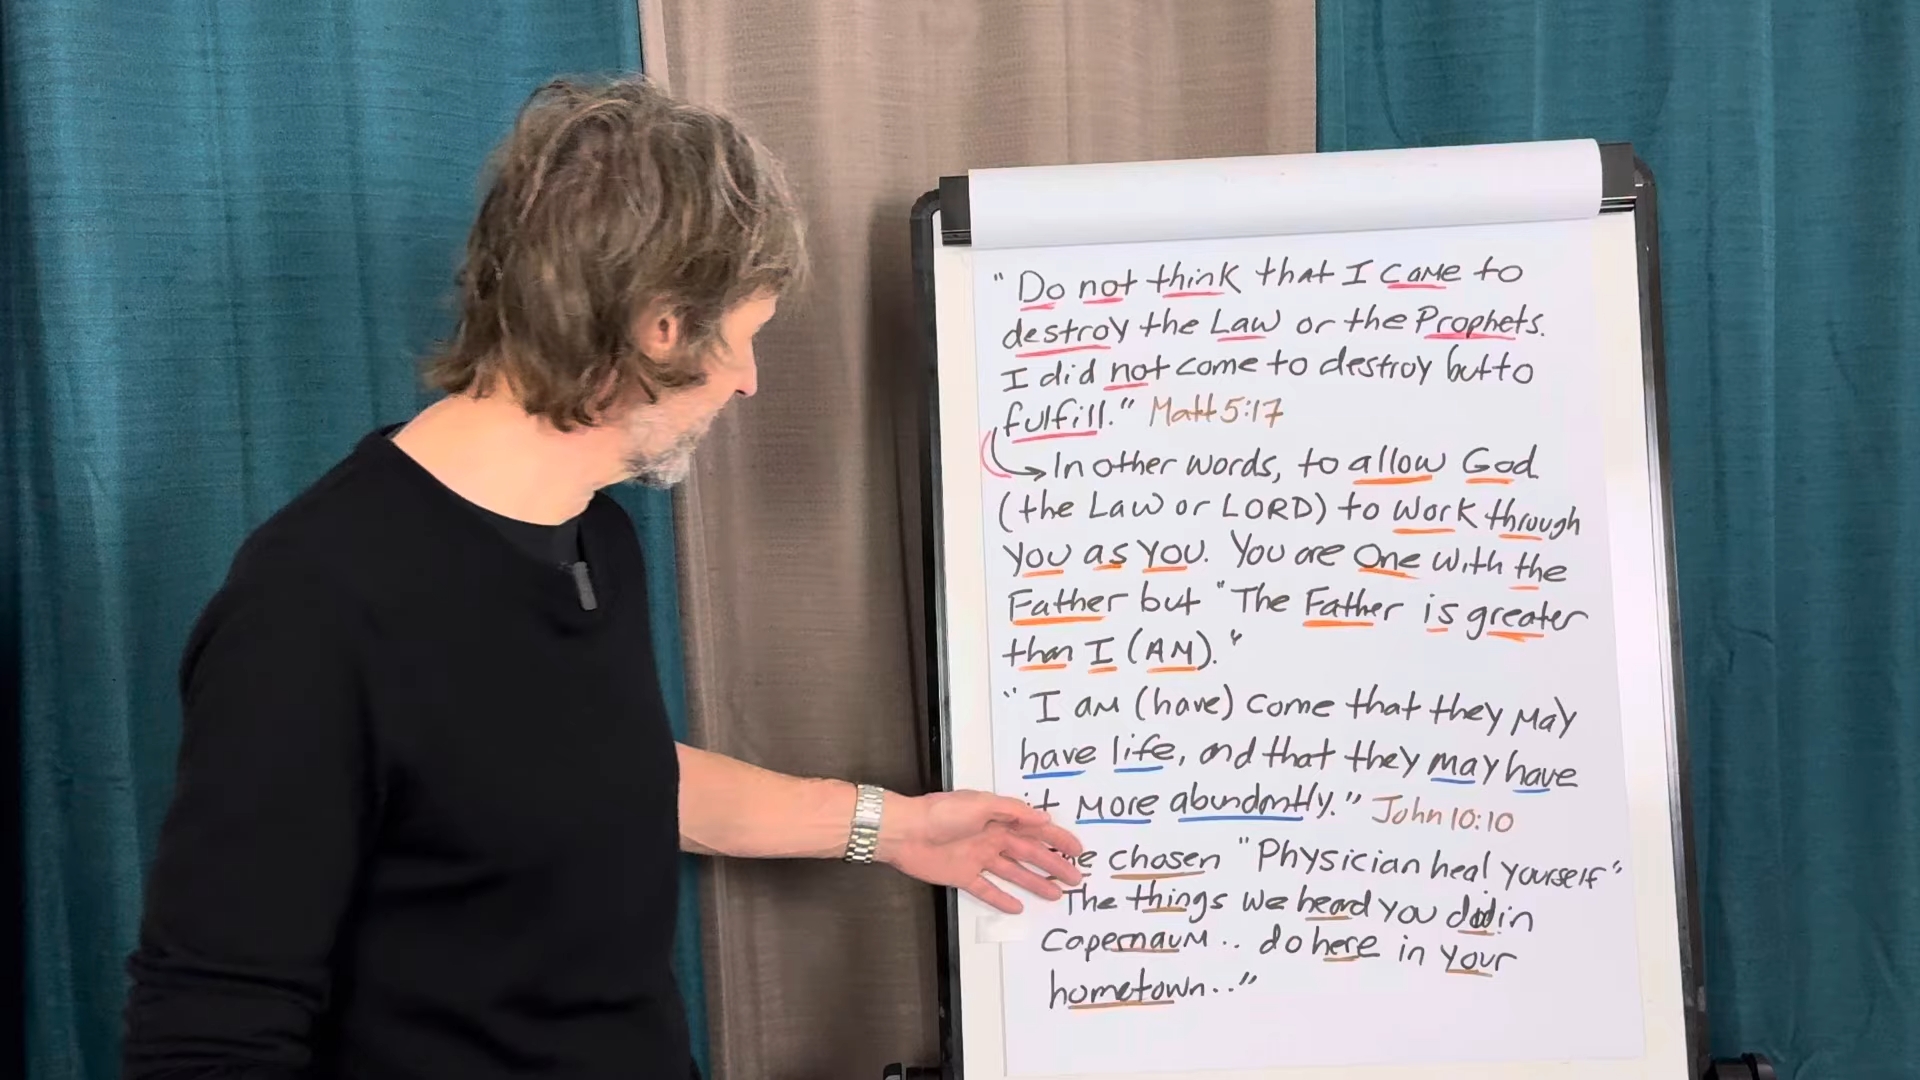 "Do not think that I came to
destroy the Law or the Prophets.
I did not come to destroy but to
fulfill." Matt 5:17
In other words, to allow God
(the Law or LORD) to work through
you as you. You are One with the
Father but "The Father is greater
than I (AM)."
"I am (have) come that they may
have life, and that they may have
it more abundantly." John 10:10
chosen "Physician heal yourself"
The things we heard you did in
Capernaum.. do here in your
hometown.."